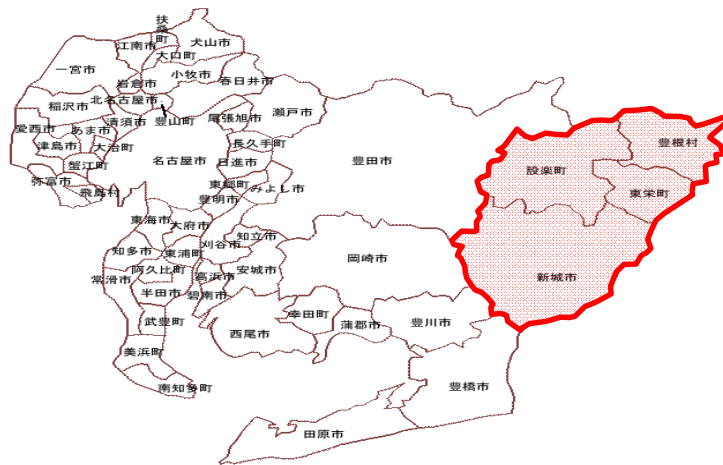 扶桑町
江南市
犬山市
大口町
一宮市
小牧市
岩倉市
春日井市
稲沢市
北名古屋市
豊山町
清須市
尾張旭市
瀬戸市
愛西市
あま市
津島市
大治町
長久手町
名古屋市
日進市
豊田市
蟹江町
弥富市
飛島村
東郷町
みよし市
豊明市
東海市
大府市
知立市
刈谷市
知多市
東浦町
岡崎市
阿久比町
安城市
常滑市
高浜市
半田市
碧南市
武豊町
西尾市
幸田町
蒲郡市
豊川市
美浜町
南知多町
豊橋市
田原市
豊根村
設楽町
東栄町
新城市